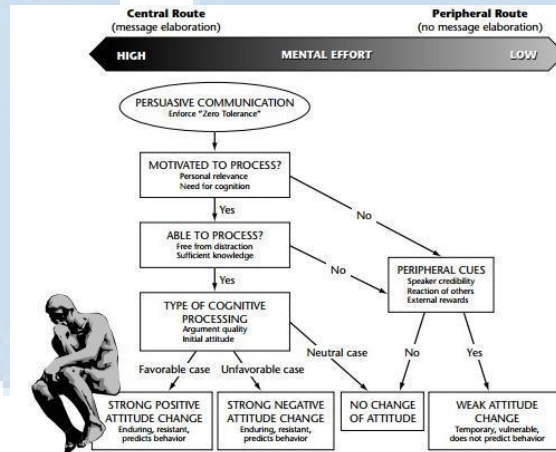 Central Route
(message elaboration)
Peripheral Route
(no message elaboration)
HIGH
MENTAL EFFORT
LOW
PERSUASIVE COMMUNICATION
Enforce "Zero Tolerance"
MOTIVATED TO PROCESS?
Personal relevance
Need for cognition
No
Yes
ABLE TO PROCESS?
Free from distraction
Sufficient knowledge
No
PERIPHERAL CUES
Speaker credibility
Reaction of others
External rewards
Yes
TYPE OF COGNITIVE
PROCESSING
Argument quality
Initial attitude
Neutral case
No
Yes
Favorable case
Unfavorable case
STRONG POSITIVE
ATTITUDE CHANGE
Enduring, resistant,
predicts behavior
STRONG NEGATIVE
ATTITUDE CHANGE
Enduring, resistant,
predicts behavior
NO CHANGE
OF ATTITUDE
WEAK ATTITUDE
CHANGE
Temporary, vulnerable,
does not predict behavior